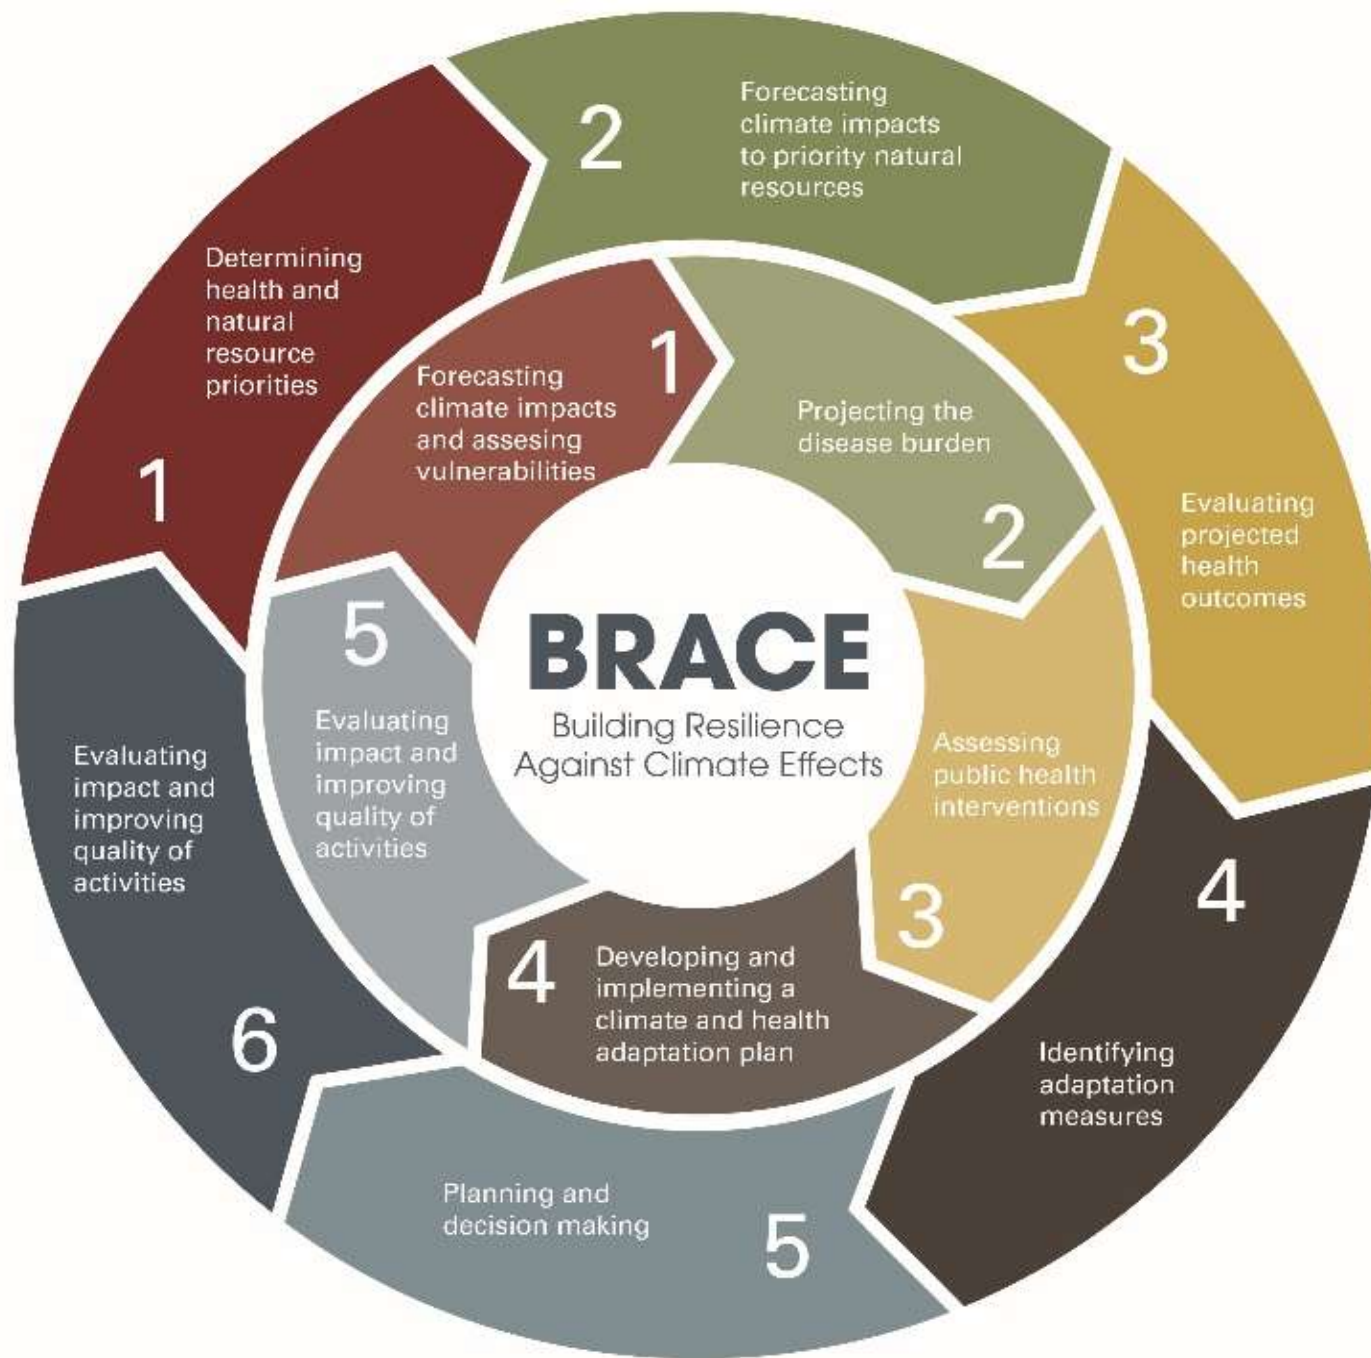 2
Forecasting
climate impacts
to priority natural
resources
3
Evaluating
projected
health
outcomes
4
Identifying
adaptation
measures
5
Planning and
decision making
6
Evaluating
impact and
improving
quality of
activities
1
Determining
health and
natural
resource
priorities
1
Forecasting
climate impacts
and assesing
vulnerabilities
2
Projecting the
disease burden
3
Assessing
public health
interventions
4
Developing and
implementing a
climate and health
adaptation plan
5
Evaluating
impact and
improving
quality of
activities
BRACE
Building Resilience
Against Climate Effects